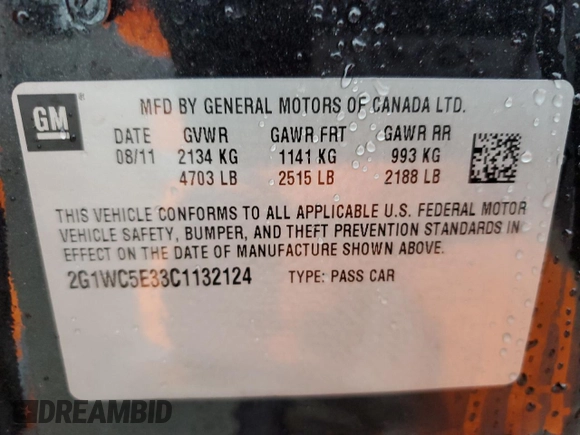 GM
MFD BY GENERAL MOTORS OF CANADA LTD.
DATE GVWR GAWR FRT GAWR RR
08/11 2134 KG 1141 KG 993 KG
4703 LB 2515 LB 2188 LB
THIS VEHICLE CONFORMS TO ALL APPLICABLE U.S. FEDERAL MOTOR
VEHICLE SAFETY, BUMPER, AND THEFT PREVENTION STANDARDS IN
EFFECT ON THE DATE OF MANUFACTURE SHOWN ABOVE.
2G1WC5E33C1132124 TYPE: PASS CAR
DREAMBID